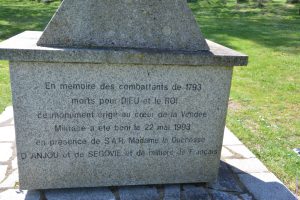 En mémoire des combattants de 1793
morts pour DIEU et le ROI
ce monument érigé au cœur de la Vendée
Militaire a été béni le 22 mai 1993
en présence de S.A.R. Madame la Duchesse
D'ANJOU et de SEGOVIE et de milliers de Français